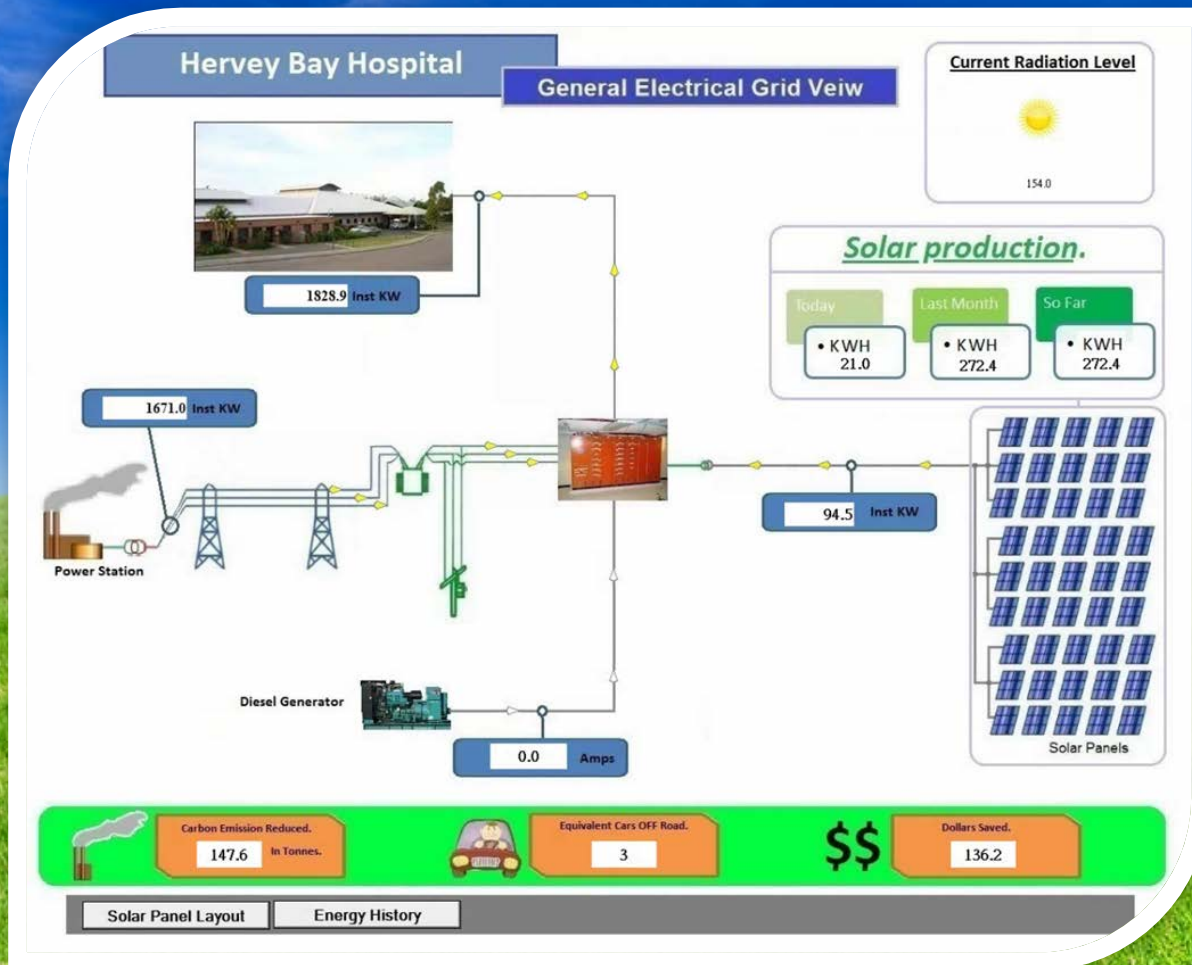 Hervey Bay Hospital
General Electrical Grid Veiw
Current Radiation Level
154.0
1828.9 Inst KW
Solar production.
Today
• KWH
21.0
Last Month
• KWH
272.4
So Far
• KWH
272.4
1671.0 Inst KW
Power Station
94.5 Inst KW
Diesel Generator
0.0 Amps
Solar Panels
Carbon Emission Reduced.
147.6 In Tonnes.
Equivalent Cars OFF Road.
3
$$
Dollars Saved.
136.2
Solar Panel Layout
Energy History